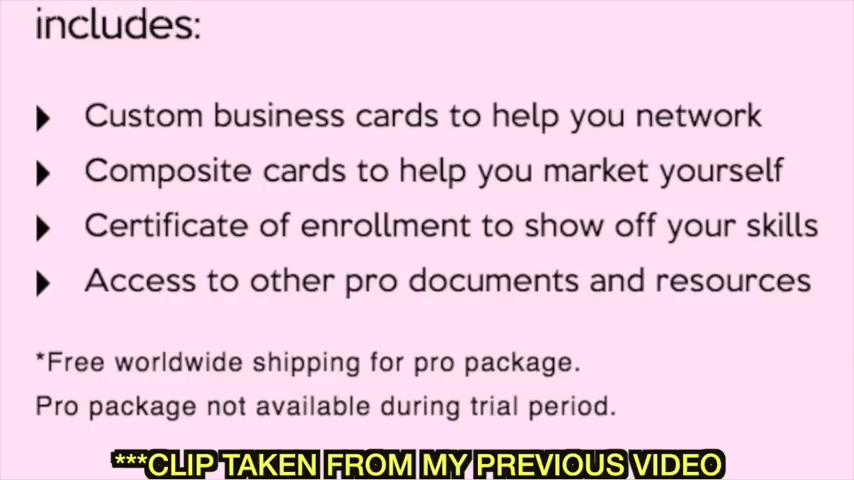 includes:
Custom business cards to help you network
Composite cards to help you market yourself
Certificate of enrollment to show off your skills
Access to other pro documents and resources
*Free worldwide shipping for pro package.
Pro package not available during trial period.
***CLIP TAKEN FROM MY PREVIOUS VIDEO